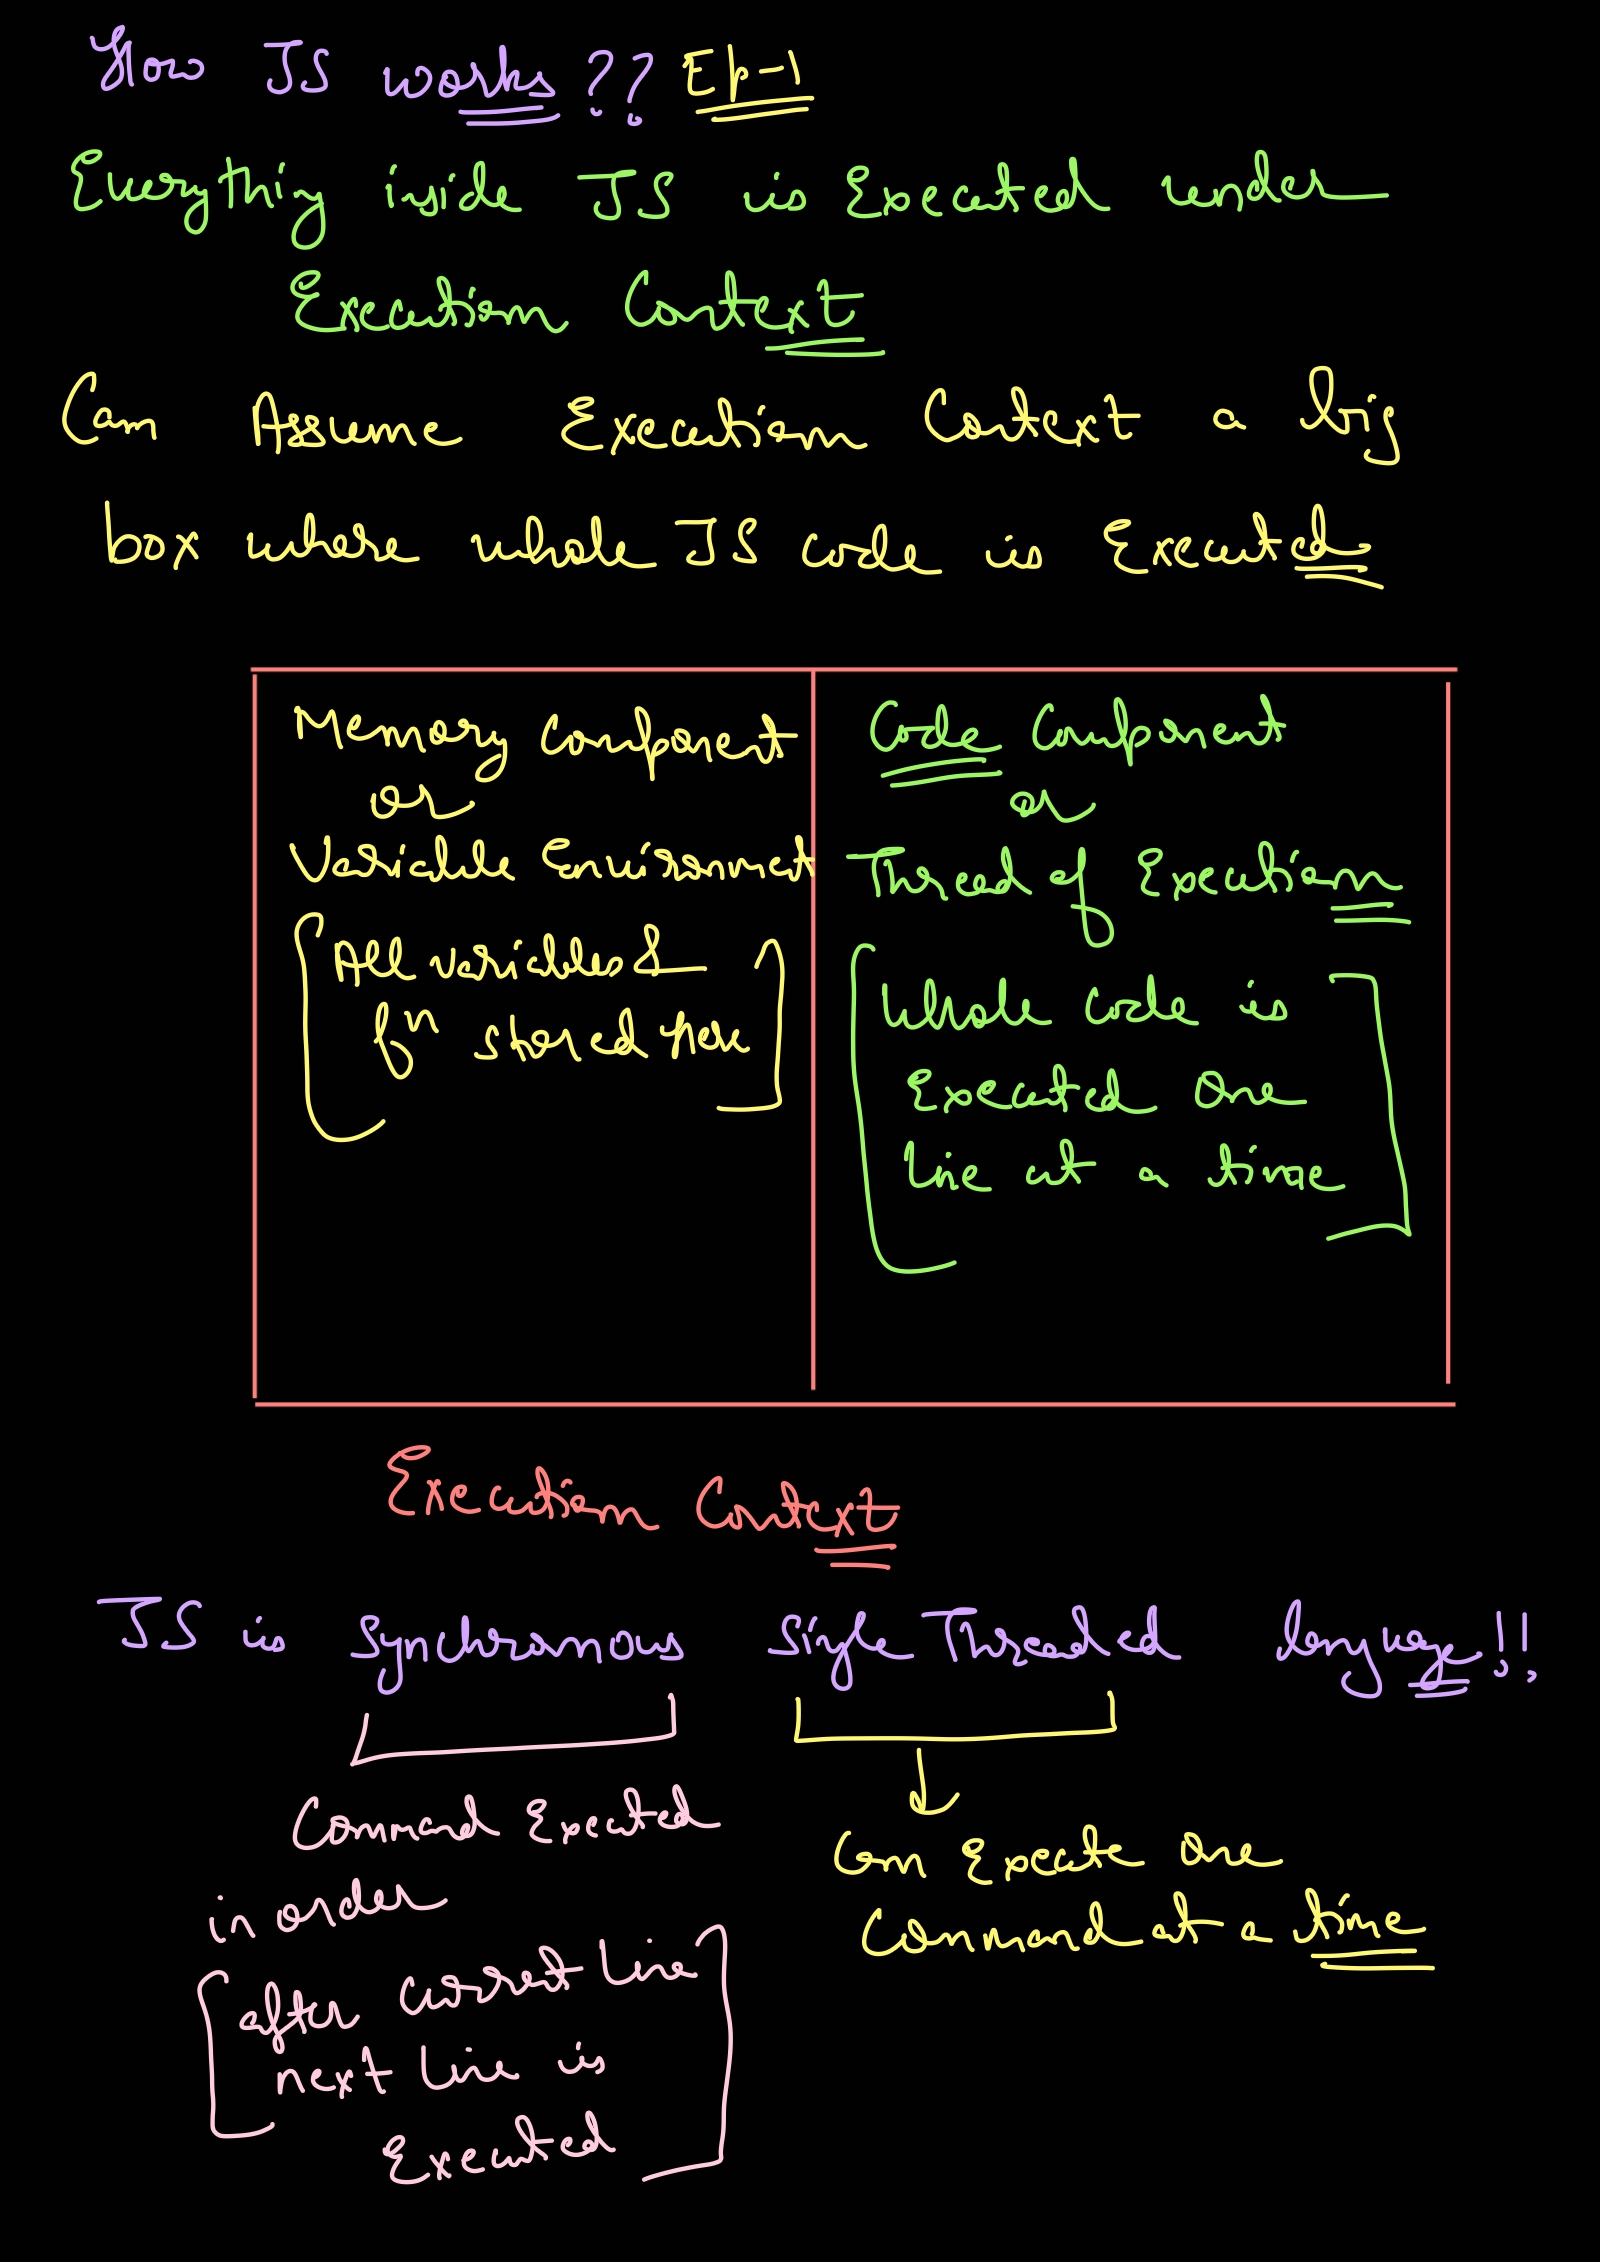 How JS works ?? Ep-1
Everything inside JS is Executed under
Execution Context
Can Assume Execution Context a big
box where whole JS code is Executed
Memory Component
or
Variable Environment
[All variables &
fⁿ stored here]
Code Component
or
Thread of Execution
[Whole code is
Executed One
line at a time]
Execution Context
JS is Synchronous Single Threaded language!!
Command Executed
in order
[after current line
next line is
Executed]
Can Execute One
Command at a time